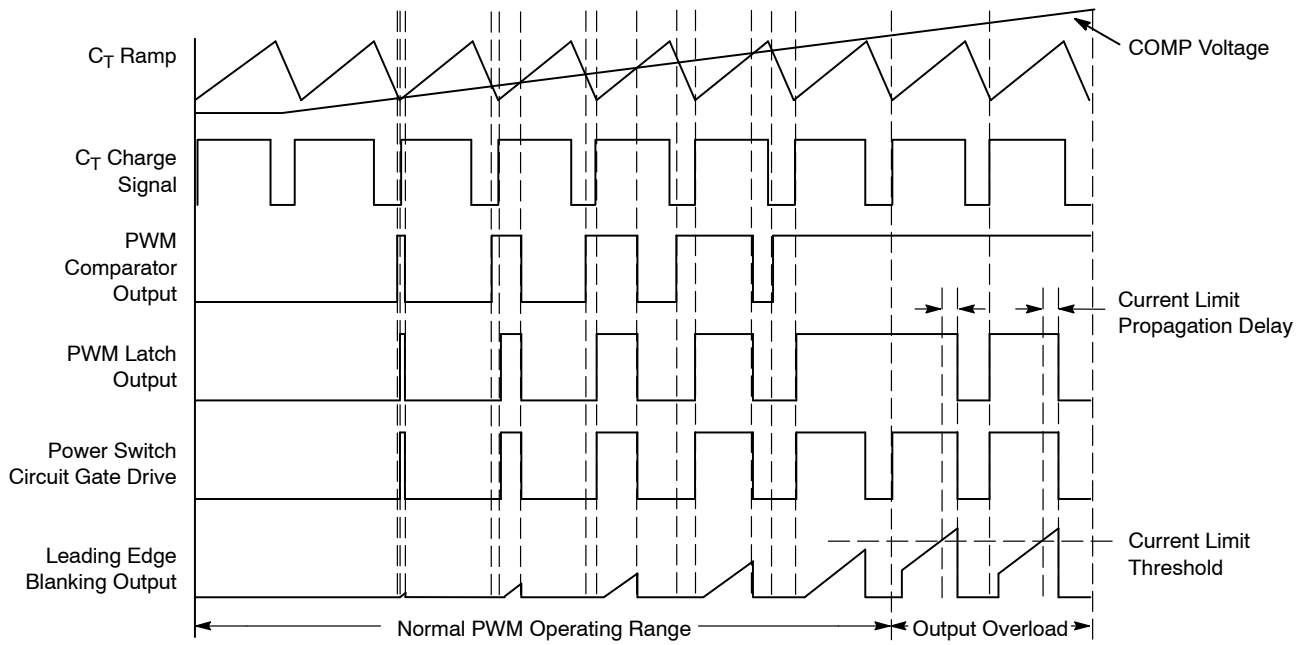 C_T Ramp
COMP Voltage
C_T Charge
Signal
PWM
Comparator
Output
Current Limit
Propagation Delay
PWM Latch
Output
Power Switch
Circuit Gate Drive
Leading Edge
Blanking Output
Current Limit
Threshold
Normal PWM Operating Range
Output Overload